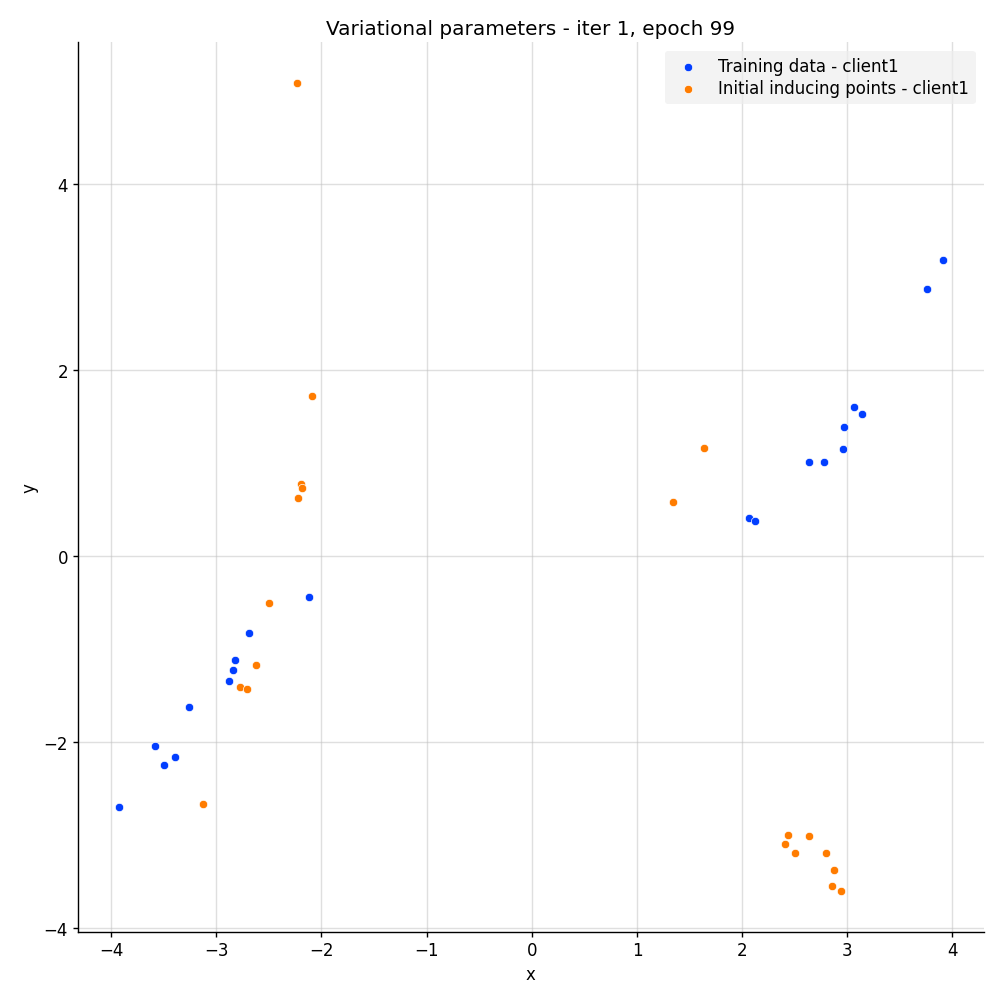 Variational parameters - iter 1, epoch 99
Training data - client1
Initial inducing points - client1
4
2
0
−2
−4
y
−4 −3 −2 −1 0 1 2 3 4
x